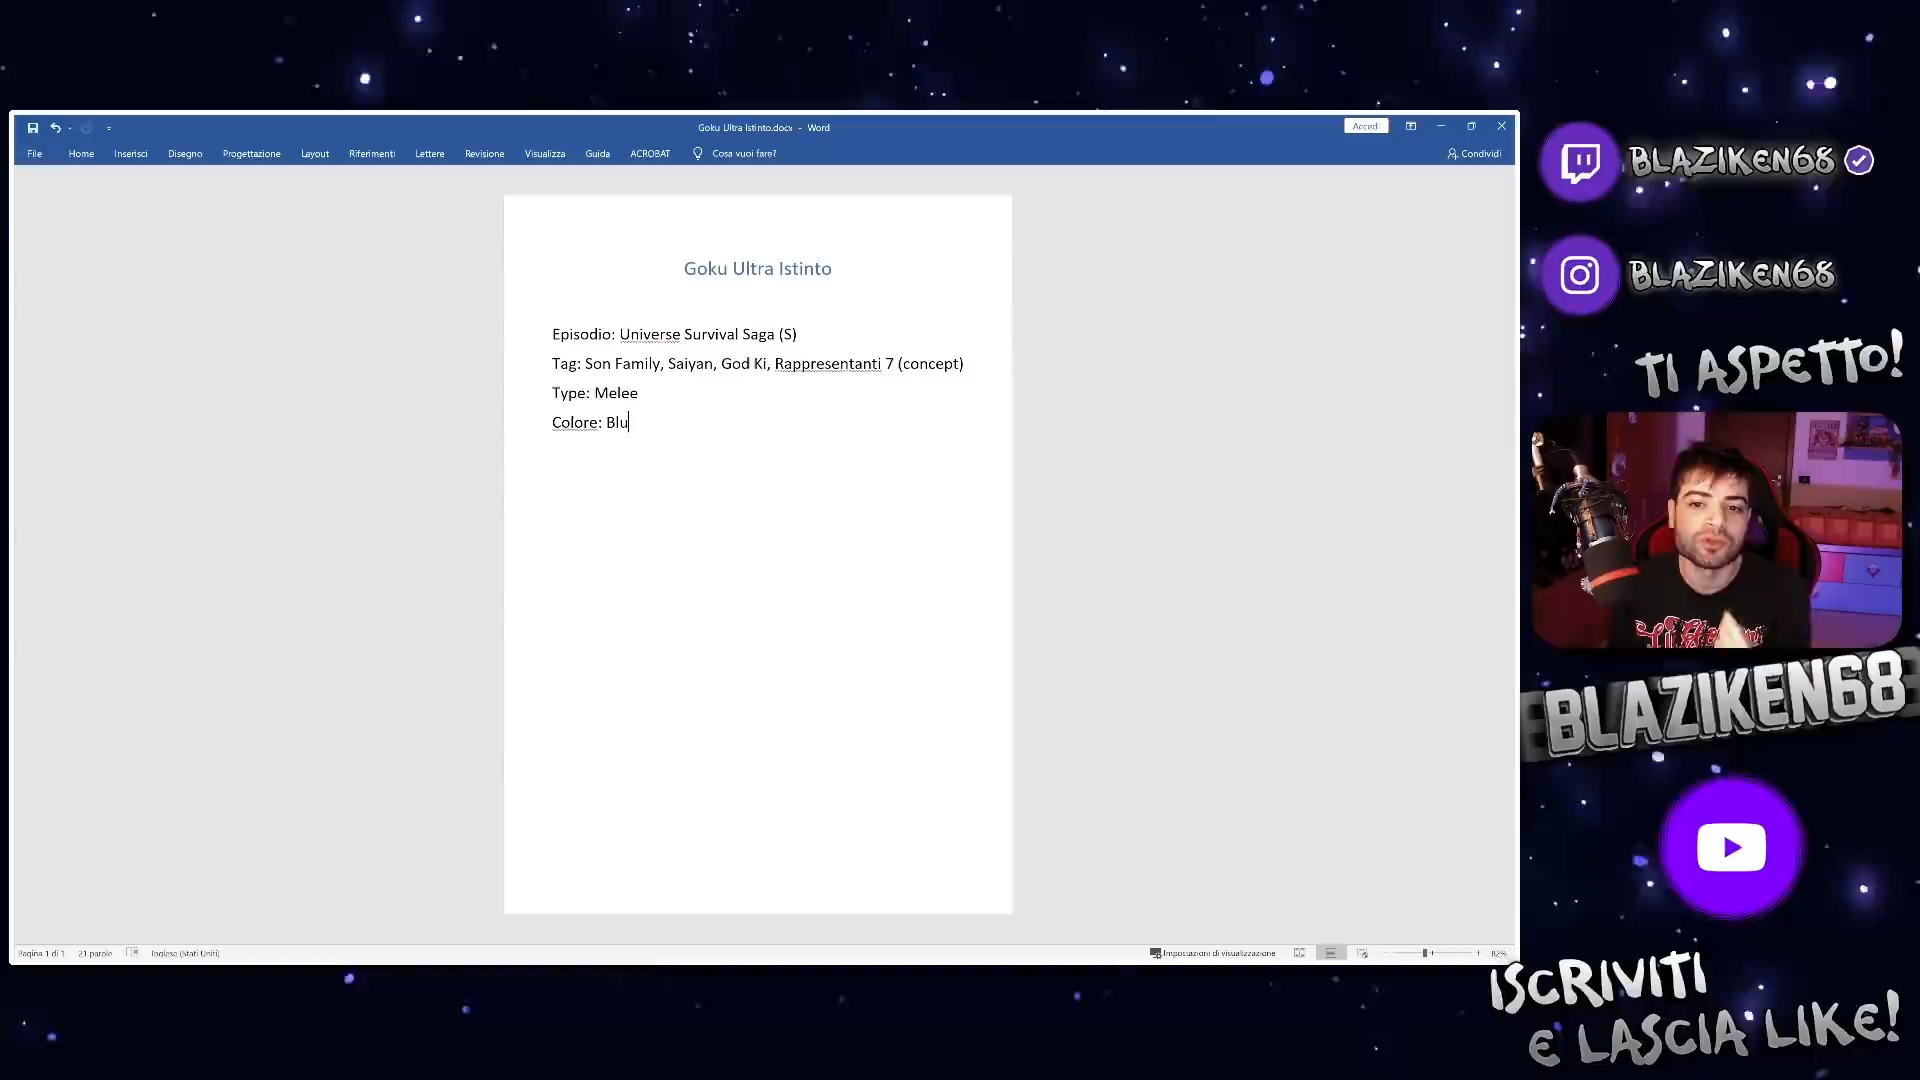 Goku Ultra Istinto.docx - Word
Accedi
File Home Inserisci Disegno Progettazione Layout Riferimenti Lettere Revisione Visualizza Guida ACROBAT Cosa vuoi fare? Condividi
Goku Ultra Istinto
Episodio: Universe Survival Saga (S)
Tag: Son Family, Saiyan, God Ki, Rappresentanti 7 (concept)
Type: Melee
Colore: Blu
Pagina 1 di 1 21 parole Inglese (Stati Uniti) Impostazioni di visualizzazione 82%
BLAZIKEN68
BLAZIKEN68
TI ASPETTO!
BLAZIKEN68
ISCRIVITI
E LASCIA LIKE!